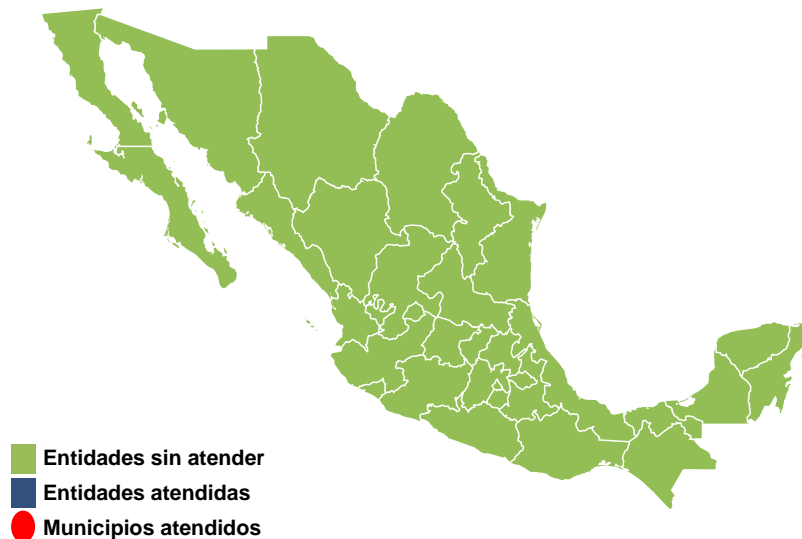 Entidades sin atender
Entidades atendidas
Municipios atendidos